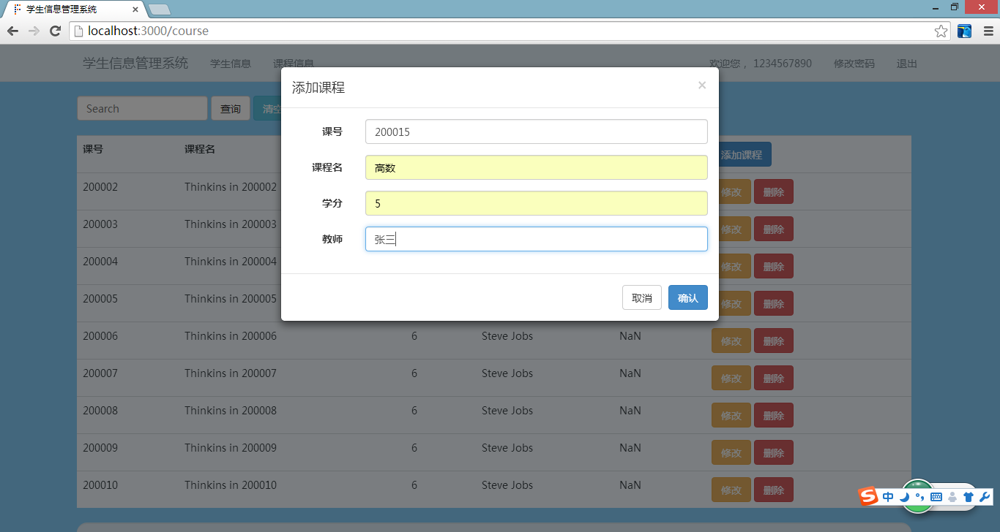 学生信息管理系统
localhost:3000/course
学生信息管理系统 学生信息 课程信息 欢迎您， 1234567890 修改密码 退出
添加课程 ×
Search 查询 清空
课号 200015
课号 课程名 添加课程
课程名 高数
200002 Thinkins in 200002 修改 删除
学分 5
200003 Thinkins in 200003 修改 删除
教师 张三
200004 Thinkins in 200004 修改 删除
取消 确认
200005 Thinkins in 200005 修改 删除
200006 Thinkins in 200006 6 Steve Jobs NaN 修改 删除
200007 Thinkins in 200007 6 Steve Jobs NaN 修改 删除
200008 Thinkins in 200008 6 Steve Jobs NaN 修改 删除
200009 Thinkins in 200009 6 Steve Jobs NaN 修改 删除
200010 Thinkins in 200010 6 Steve Jobs NaN 修改 删除
S 中